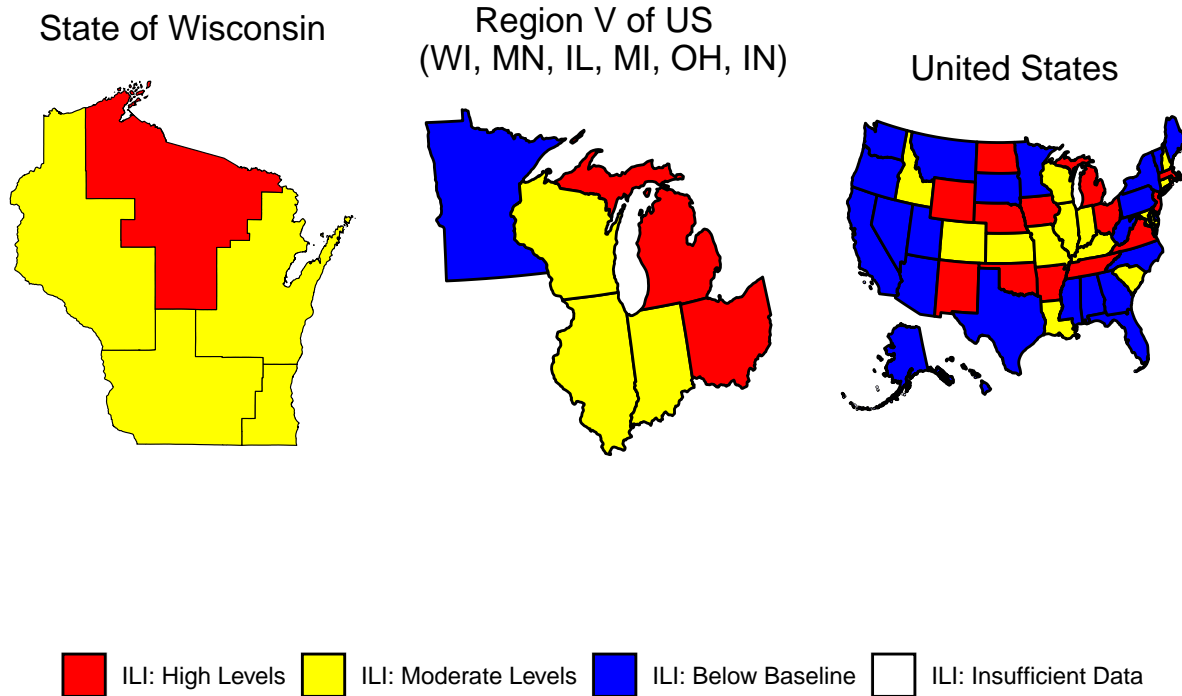 State of Wisconsin
Region V of US
(WI, MN, IL, MI, OH, IN)
United States
ILI: High Levels
ILI: Moderate Levels
ILI: Below Baseline
ILI: Insufficient Data